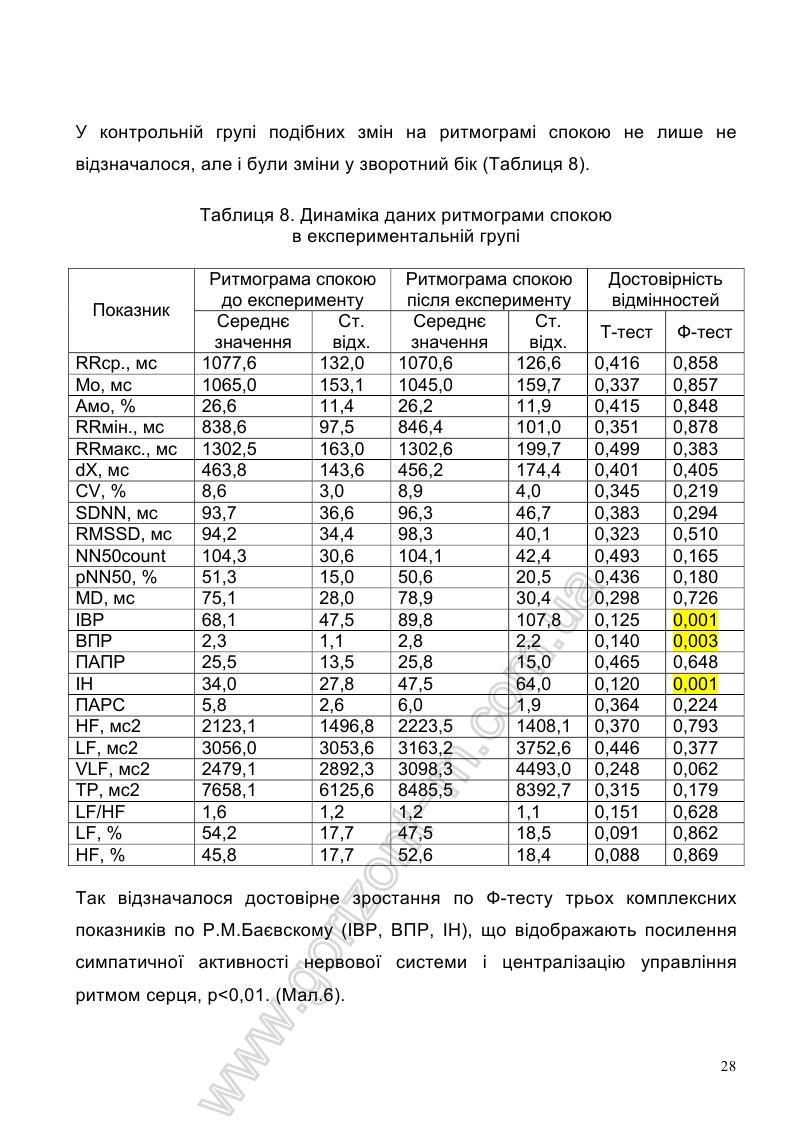 У контрольній групі подібних змін на ритмограмі спокою не лише не
відзначалося, але і були зміни у зворотний бік (Таблиця 8).
Таблиця 8. Динаміка даних ритмограми спокою
в експериментальній групі
Показник Ритмограма спокою до експерименту Ритмограма спокою після експерименту Достовірність відмінностей
Середнє значення Ст. відх. Середнє значення Ст. відх. Т-тест Ф-тест
RRср., мс 1077,6 132,0 1070,6 126,6 0,416 0,858
Мо, мс 1065,0 153,1 1045,0 159,7 0,337 0,857
Амо, % 26,6 11,4 26,2 11,9 0,415 0,848
RRмін., мс 838,6 97,5 846,4 101,0 0,351 0,878
RRмакс., мс 1302,5 163,0 1302,6 199,7 0,499 0,383
dX, мс 463,8 143,6 456,2 174,4 0,401 0,405
CV, % 8,6 3,0 8,9 4,0 0,345 0,219
SDNN, мс 93,7 36,6 96,3 46,7 0,383 0,294
RMSSD, мс 94,2 34,4 98,3 40,1 0,323 0,510
NN50count 104,3 30,6 104,1 42,4 0,493 0,165
pNN50, % 51,3 15,0 50,6 20,5 0,436 0,180
MD, мс 75,1 28,0 78,9 30,4 0,298 0,726
ІВР 68,1 47,5 89,8 107,8 0,125 0,001
ВПР 2,3 1,1 2,8 2,2 0,140 0,003
ПАПР 25,5 13,5 25,8 15,0 0,465 0,648
ІН 34,0 27,8 47,5 64,0 0,120 0,001
ПАРС 5,8 2,6 6,0 1,9 0,364 0,224
HF, мс2 2123,1 1496,8 2223,5 1408,1 0,370 0,793
LF, мс2 3056,0 3053,6 3163,2 3752,6 0,446 0,377
VLF, мс2 2479,1 2892,3 3098,3 4493,0 0,248 0,062
TP, мс2 7658,1 6125,6 8485,5 8392,7 0,315 0,179
LF/HF 1,6 1,2 1,2 1,1 0,151 0,628
LF, % 54,2 17,7 47,5 18,5 0,091 0,862
HF, % 45,8 17,7 52,6 18,4 0,088 0,869
Так відзначалося достовірне зростання по Ф-тесту трьох комплексних
показників по Р.М.Баєвскому (ІВР, ВПР, ІН), що відображають посилення
симпатичної активності нервової системи і централізацію управління
ритмом серця, р<0,01. (Мал.6).
28